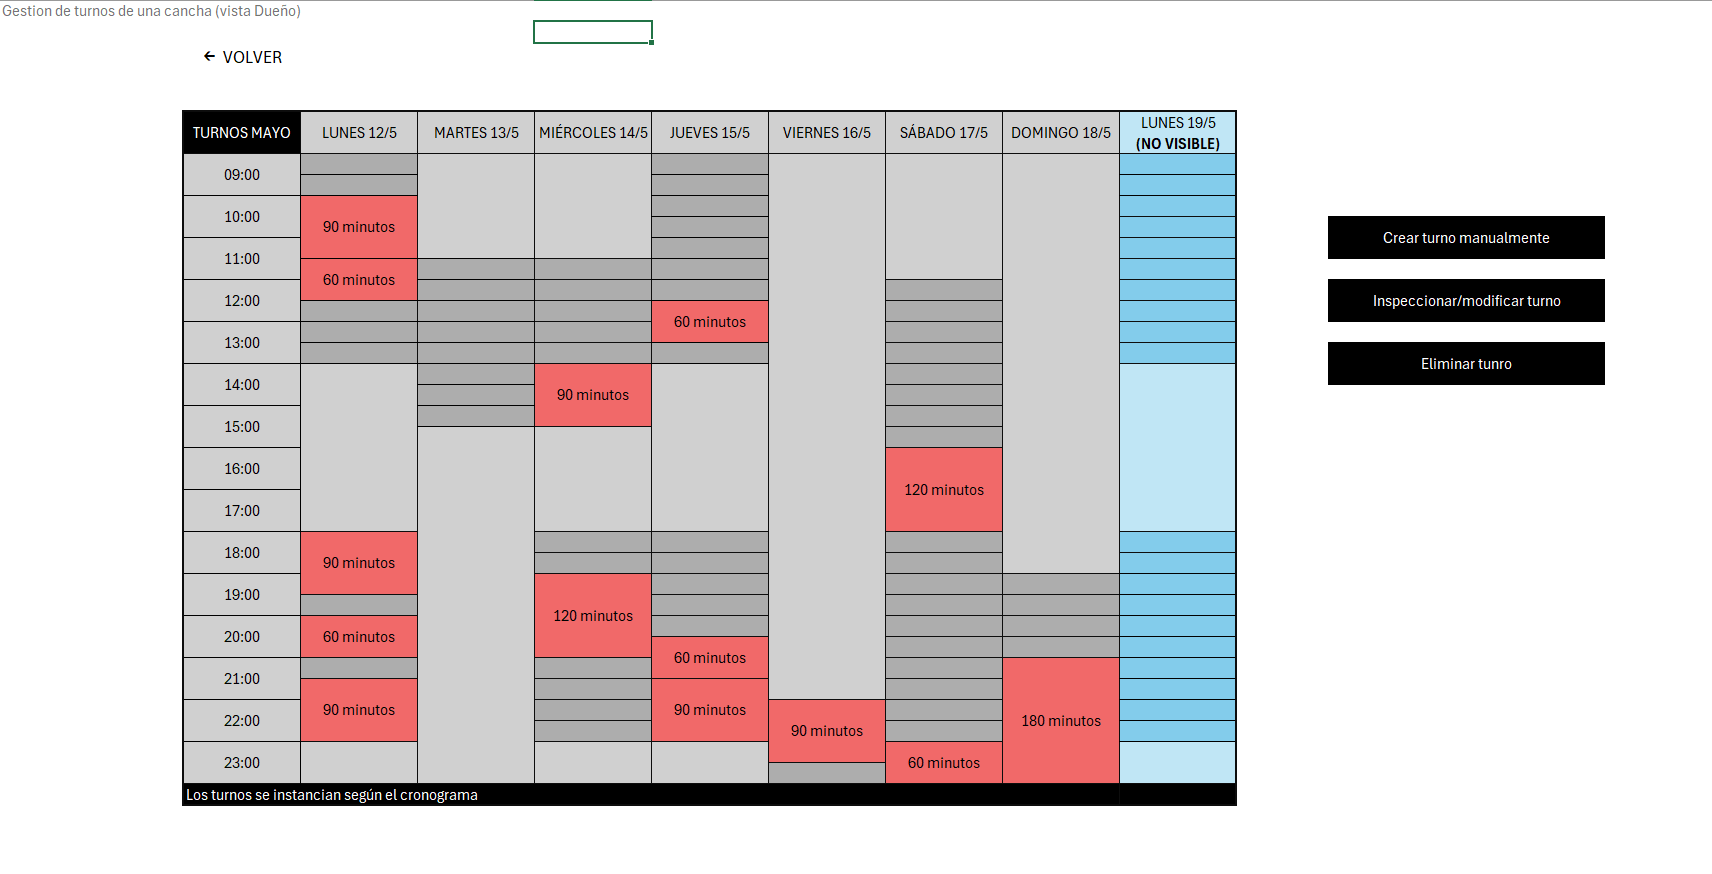 Gestion de turnos de una cancha (vista Dueño)
← VOLVER
TURNOS MAYO LUNES 12/5 MARTES 13/5 MIÉRCOLES 14/5 JUEVES 15/5 VIERNES 16/5 SÁBADO 17/5 DOMINGO 18/5 LUNES 19/5
(NO VISIBLE)
09:00
10:00
90 minutos
11:00
60 minutos
12:00
60 minutos
13:00
14:00
90 minutos
15:00
16:00
120 minutos
17:00
18:00
90 minutos
19:00
120 minutos
20:00
60 minutos
60 minutos
21:00
90 minutos
90 minutos
22:00
180 minutos
90 minutos
23:00
60 minutos
Los turnos se instancian según el cronograma
Crear turno manualmente
Inspeccionar/modificar turno
Eliminar tunro